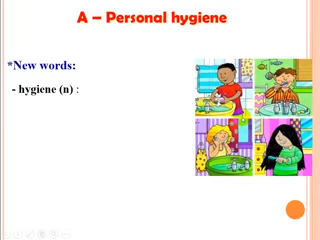 A – Personal hygiene
*New words:
- hygiene (n) :